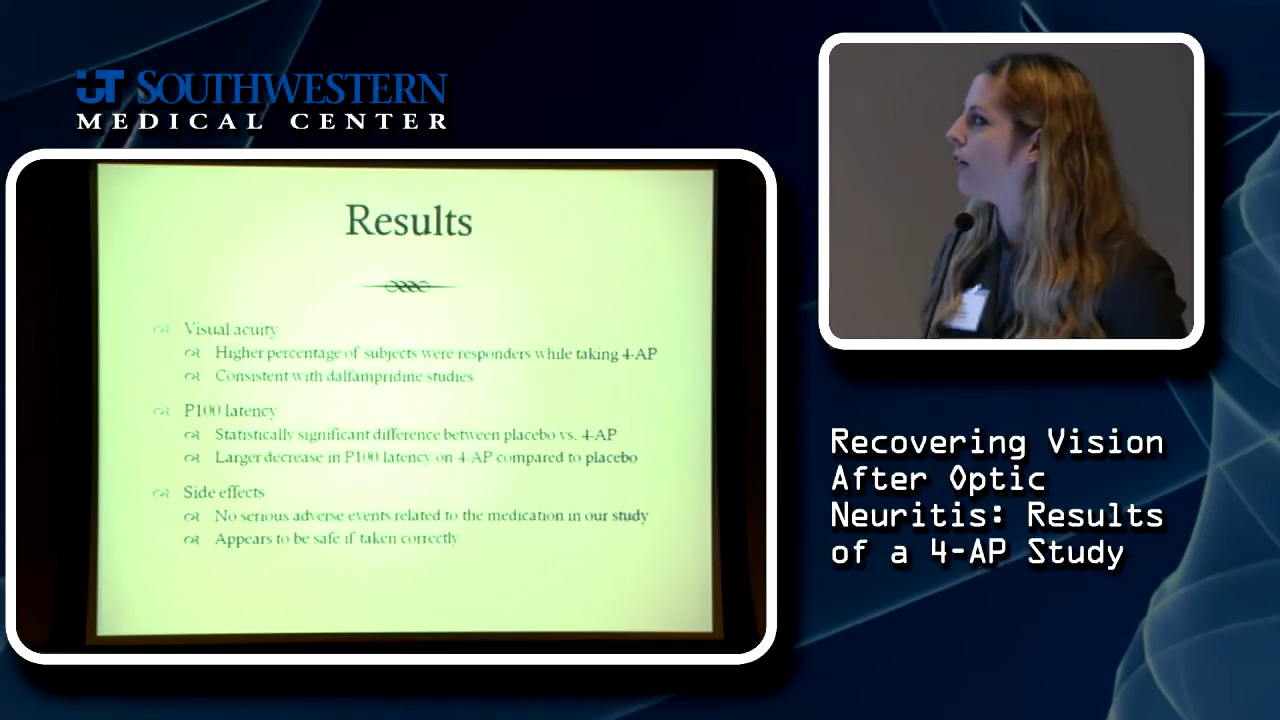 UT SOUTHWESTERN
MEDICAL CENTER
Results
Visual acuity
Higher percentage of subjects were responders while taking 4-AP
Consistent with dalfampridine studies
P100 latency
Statistically significant difference between placebo vs. 4-AP
Larger decrease in P100 latency on 4-AP compared to placebo
Side effects
No serious adverse events related to the medication in our study
Appears to be safe if taken correctly
Recovering Vision
After Optic
Neuritis: Results
of a 4-AP Study